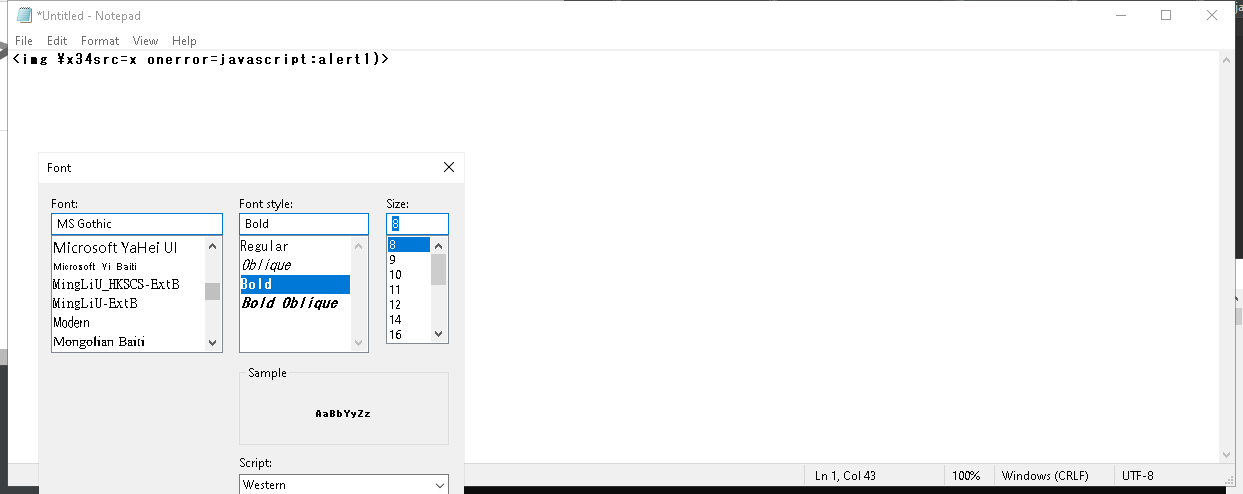 *Untitled - Notepad
File Edit Format View Help
<img ¥x34src=x onerror=javascript:alert1)>
Font
Font: Font style: Size:
MS Gothic Bold 8
Microsoft YaHei UI Regular 8
Microsoft Yi Baiti Oblique 9
MingLiU_HKSCS-ExtB Bold 10
MingLiU-ExtB Bold Oblique 11
Modern 12
Mongolian Baiti 14
16
Sample
AaBbYyZz
Script:
Western
Ln 1, Col 43 100% Windows (CRLF) UTF-8